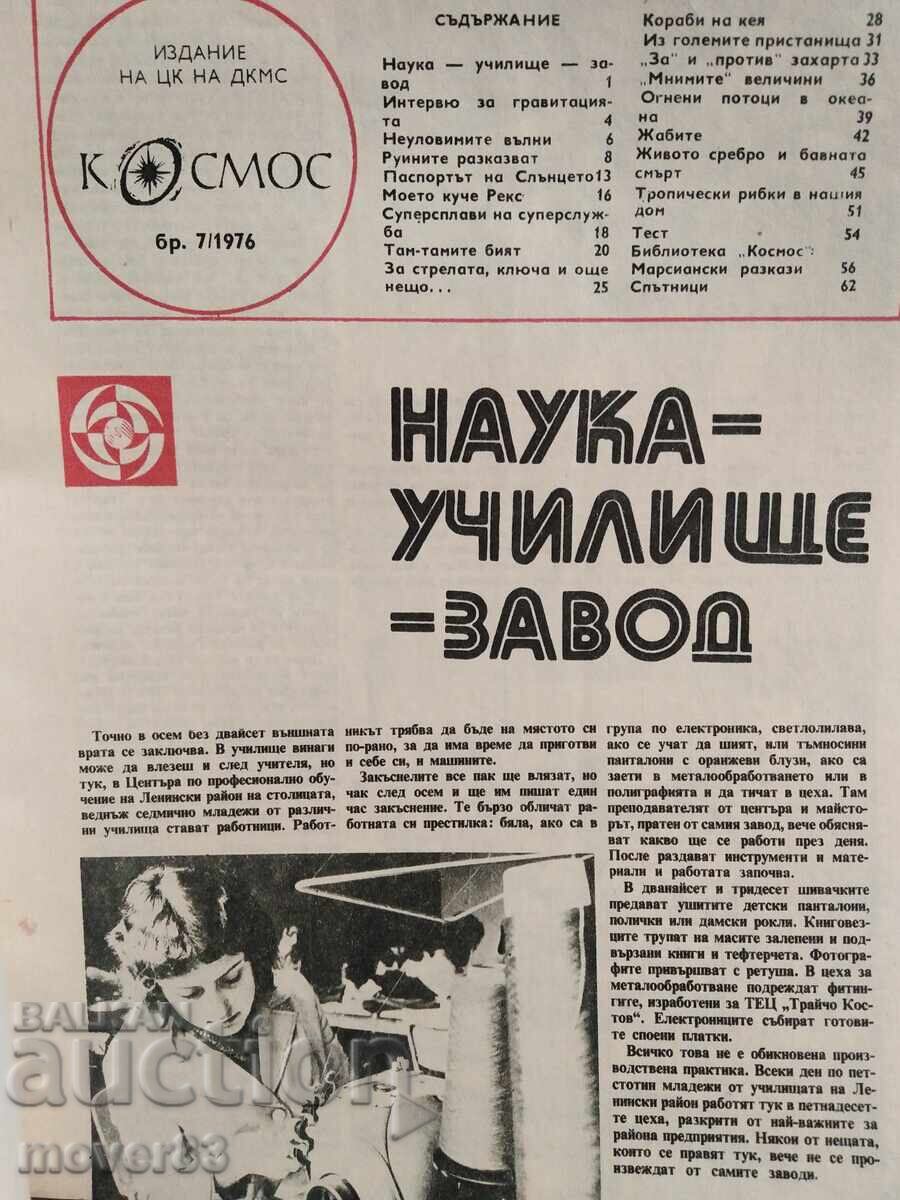 ИЗДАНИЕ
НА ЦК НА ДКМС
КОСМОС
бр. 7/1976
СЪДЪРЖАНИЕ
Наука — училище — за-
вод 1
Интервю за гравитация-
та 4
Неуловимите вълни 6
Руините разказват 8
Паспортът на Слънцето 13
Моето куче Рекс 16
Суперсплави на суперслуж-
ба 18
Там-тамите бият 20
За стрелата, ключа и още
нещо... 25
Кораби на кея 28
Из големите пристанища 31
„За" и „против" захарта 33
„Мнимите" величини 36
Огнени потоци в океа-
на 39
Жабите 42
Живото сребро и бавната
смърт 45
Тропически рибки в нашия
дом 51
Тест 54
Библиотека „Космос":
Марсиански разкази 56
Спътници 62
НАУКА=
УЧИЛИЩЕ
=ЗАВОД
Точно в осем без двайсет външната
врата се заключва. В училище винаги
може да влезеш и след учителя, но
тук, в Центъра по професионално обу-
чение на Ленински район на столицата,
веднъж седмично младежи от различ-
ни училища стават работници. Работ-
никът трябва да бъде на мястото си
по-рано, за да има време да приготви
и себе си, и машините.
Закъснелите все пак ще влязат, но
чак след осем и ще им пишат един
час закъснение. Те бързо обличат ра-
ботната си престилка: бяла, ако са в
група по електроника, светлолилава,
ако се учат да шият, или тъмносини
панталони с оранжеви блузи, ако са
заети в металообработването или в
полиграфията и да тичат в цеха. Там
преподавателят от центъра и майсто-
рът, пратен от самия завод, вече обясня-
ват какво ще се работи през деня.
После раздават инструменти и мате-
риали и работата започва.
В дванайсет и тридесет шивачките
предават ушитите детски панталони,
полички или дамски рокли. Книговез-
ците трупат на масите залепени и под-
вързани книги и тефтерчета. Фотогра-
фите привършват с ретуша. В цеха за
металообработване подреждат фитин-
гите, изработени за ТЕЦ „Трайчо Кос-
тов". Електрониците събират готови-
те споени платки.
Всичко това не е обикновена произ-
водствена практика. Всеки ден по пет-
стотин младежи от училищата на Ле-
нински район работят тук в петнадесет-
те цеха, разкрити от най-важните за
района предприятия. Някои от нещата,
които се правят тук, вече не се про-
извеждат от самите заводи.
БАЛКАН
auction
mover83